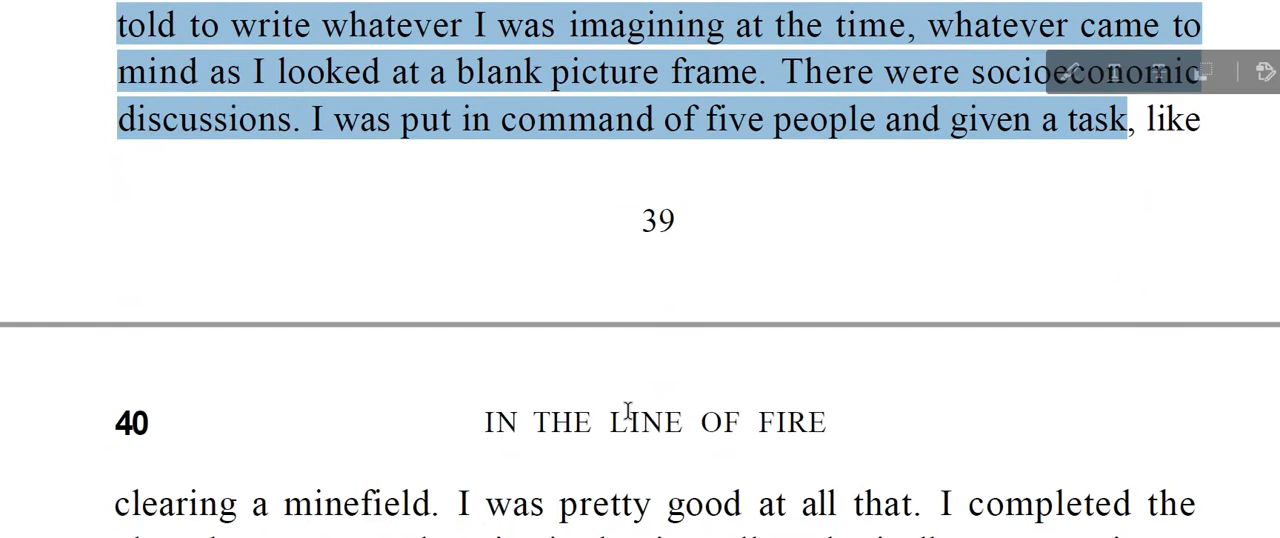 told to write whatever I was imagining at the time, whatever came to
mind as I looked at a blank picture frame. There were socioeconomic
discussions. I was put in command of five people and given a task, like
39
40 IN THE LINE OF FIRE
clearing a minefield. I was pretty good at all that. I completed the